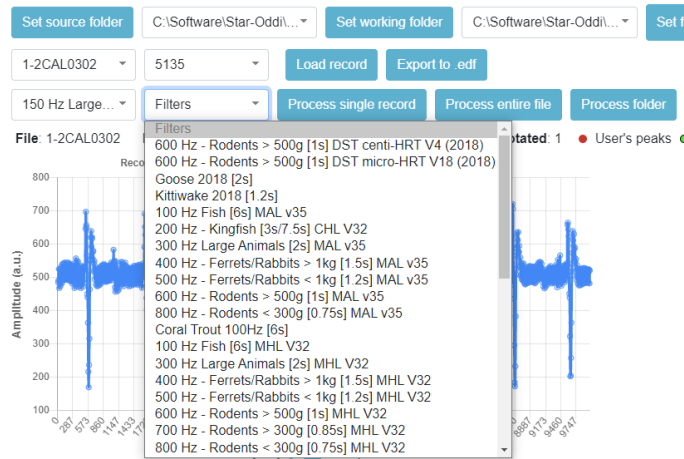 Set source folder C:\Software\Star-Oddi\... Set working folder C:\Software\Star-Oddi\... Set f
1-2CAL0302 5135 Load record Export to .edf
150 Hz Large... Filters Process single record Process entire file Process folder
File: 1-2CAL0302 otated: 1 User's peaks
Filters
600 Hz - Rodents > 500g [1s] DST centi-HRT V4 (2018)
600 Hz - Rodents > 500g [1s] DST micro-HRT V18 (2018)
Goose 2018 [2s]
Kittiwake 2018 [1.2s]
100 Hz Fish [6s] MAL v35
200 Hz - Kingfish [3s/7.5s] CHL V32
300 Hz Large Animals [2s] MAL v35
400 Hz - Ferrets/Rabbits > 1kg [1.5s] MAL v35
500 Hz - Ferrets/Rabbits < 1kg [1.2s] MAL v35
600 Hz - Rodents > 500g [1s] MAL v35
800 Hz - Rodents < 300g [0.75s] MAL v35
Coral Trout 100Hz [6s]
100 Hz Fish [6s] MHL V32
300 Hz Large Animals [2s] MHL V32
400 Hz - Ferrets/Rabbits > 1kg [1.5s] MHL V32
500 Hz - Ferrets/Rabbits < 1kg [1.2s] MHL V32
600 Hz - Rodents > 500g [1s] MHL V32
700 Hz - Rodents > 300g [0.85s] MHL V32
800 Hz - Rodents < 300g [0.75s] MHL V32
Reco
Amplitude (a.u.)
800
700
600
500
400
300
200
100
0 287 573 860 1147 1433 8887 9173 9460 9747